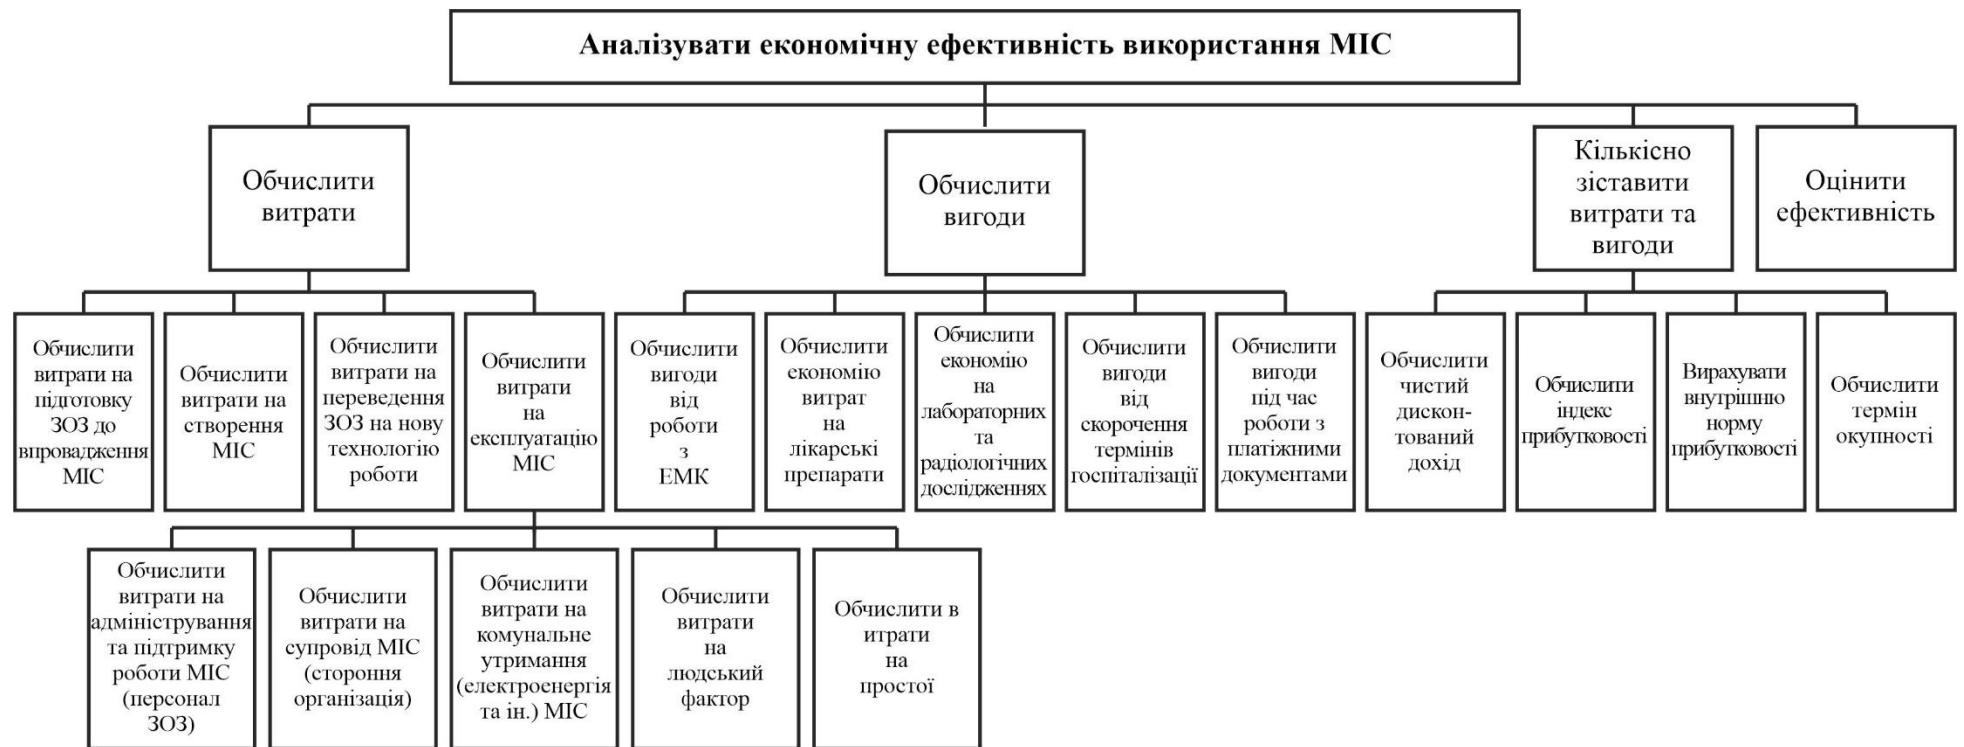 Аналізувати економічну ефективність використання МІС
Обчислити
витрати
Обчислити
вигоди
Кількісно
зіставити
витрати та
вигоди
Оцінити
ефективність
Обчислити
витрати на
підготовку
ЗОЗ до
впровадження
МІС
Обчислити
витрати на
створення
МІС
Обчислити
витрати на
переведення
ЗОЗ на нову
технологію
роботи
Обчислити
витрати
на
експлуатацію
МІС
Обчислити
вигоди
від
роботи
з
ЕМК
Обчислити
економію
витрат
на
лікарські
препарати
Обчислити
економію
на
лабораторних
та
радіологічних
дослідженнях
Обчислити
вигоди
від
скорочення
термінів
госпіталізації
Обчислити
вигоди
під час
роботи з
платіжними
документами
Обчислити
чистий
дискон-
тований
дохід
Обчислити
індекс
прибутковості
Вирахувати
внутрішню
норму
прибутковості
Обчислити
термін
окупності
Обчислити
витрати на
адміністрування
та підтримку
роботи МІС
(персонал
ЗОЗ)
Обчислити
витрати на
супровід МІС
(стороння
організація)
Обчислити
витрати на
комунальне
утримання
(електроенергія
та ін.) МІС
Обчислити
витрати
на
людський
фактор
Обчислити в
итрати
на
простої